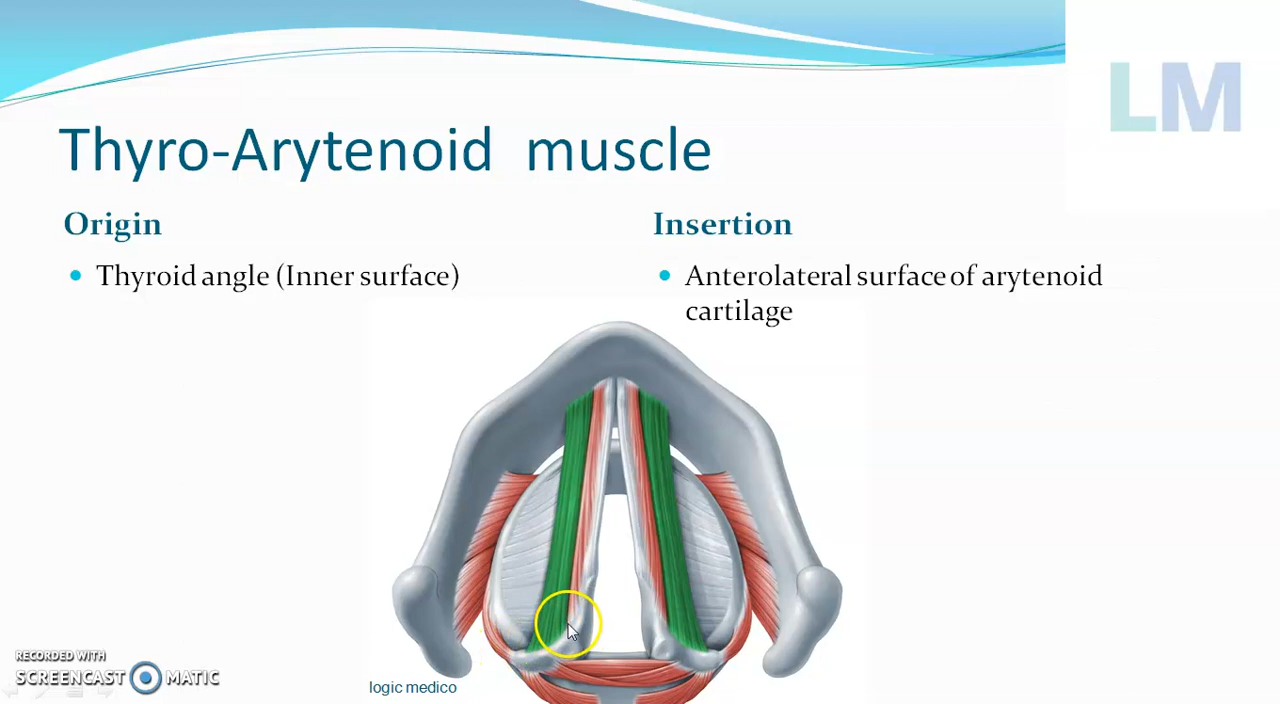 LM
Thyro-Arytenoid muscle
Origin
Insertion
Thyroid angle (Inner surface)
Anterolateral surface of arytenoid
cartilage
RECORDED WITH
SCREENCAST MATIC
logic medico